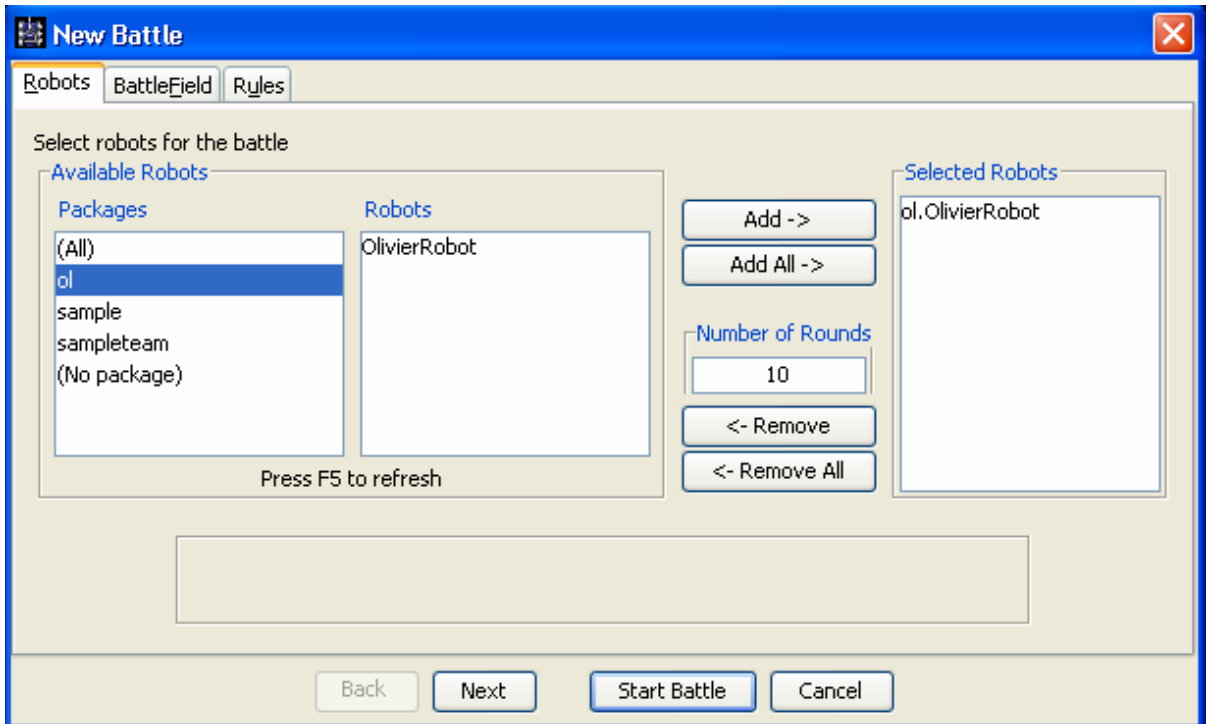 New Battle
Robots BattleField Rules
Select robots for the battle
Available Robots
Packages
(All)
ol
sample
sampleteam
(No package)
Robots
OlivierRobot
Press F5 to refresh
Add ->
Add All ->
Number of Rounds
10
<- Remove
<- Remove All
Selected Robots
ol.OlivierRobot
Back Next Start Battle Cancel